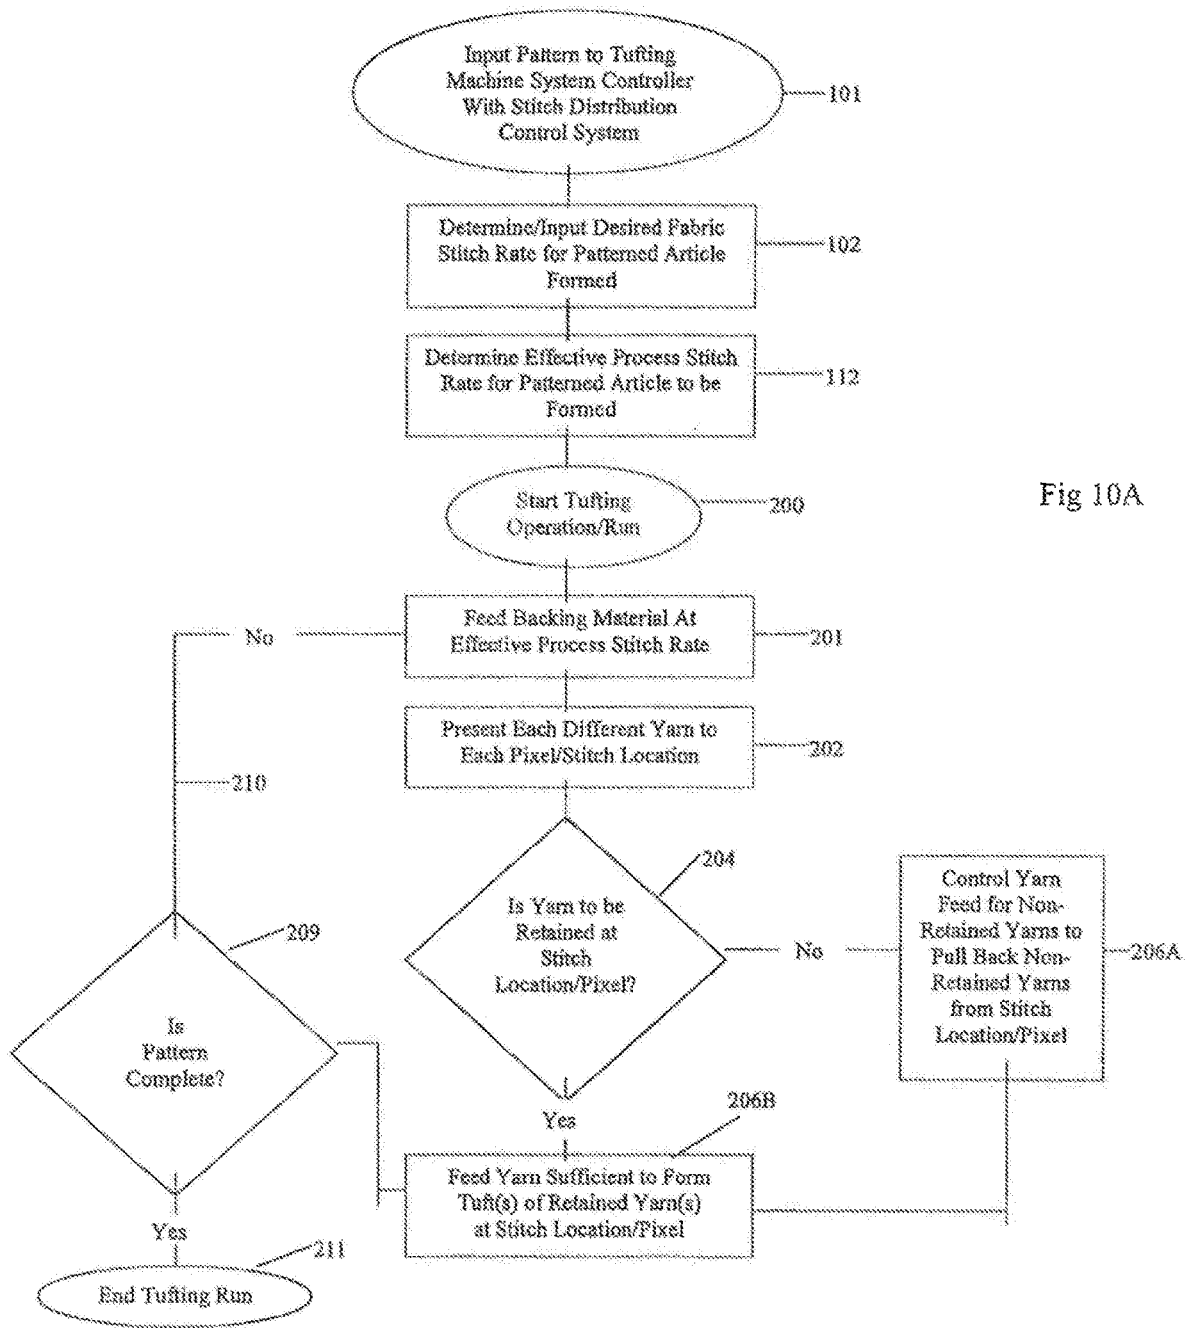 Input Pattern to Tufting
Machine System Controller
With Stitch Distribution
Control System
101
Determine/Input Desired Fabric
Stitch Rate for Patterned Article
Formed
102
Determine Effective Process Stitch
Rate for Patterned Article to be
Formed
112
Start Tufting
Operation/Run
200
Fig 10A
Feed Backing Material At
Effective Process Stitch Rate
201
No
Present Each Different Yarn to
Each Pixel/Stitch Location
202
210
204
Is Yarn to be
Retained at
Stitch
Location/Pixel?
No
Control Yarn
Feed for Non-
Retained Yarns to
Pull Back Non-
Retained Yarns
from Stitch
Location/Pixel
206A
209
Is
Pattern
Complete?
Yes
206B
Feed Yarn Sufficient to Form
Tuft(s) of Retained Yarn(s)
at Stitch Location/Pixel
Yes
211
End Tufting Run